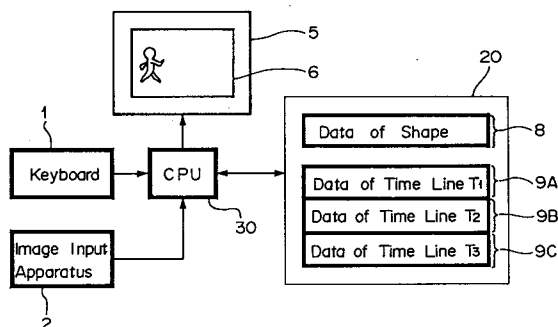 5
6
20
1
Keyboard
CPU
30
Image Input
Apparatus
2
Data of Shape
8
Data of Time Line T1
9A
Data of Time Line T2
9B
Data of Time Line T3
9C